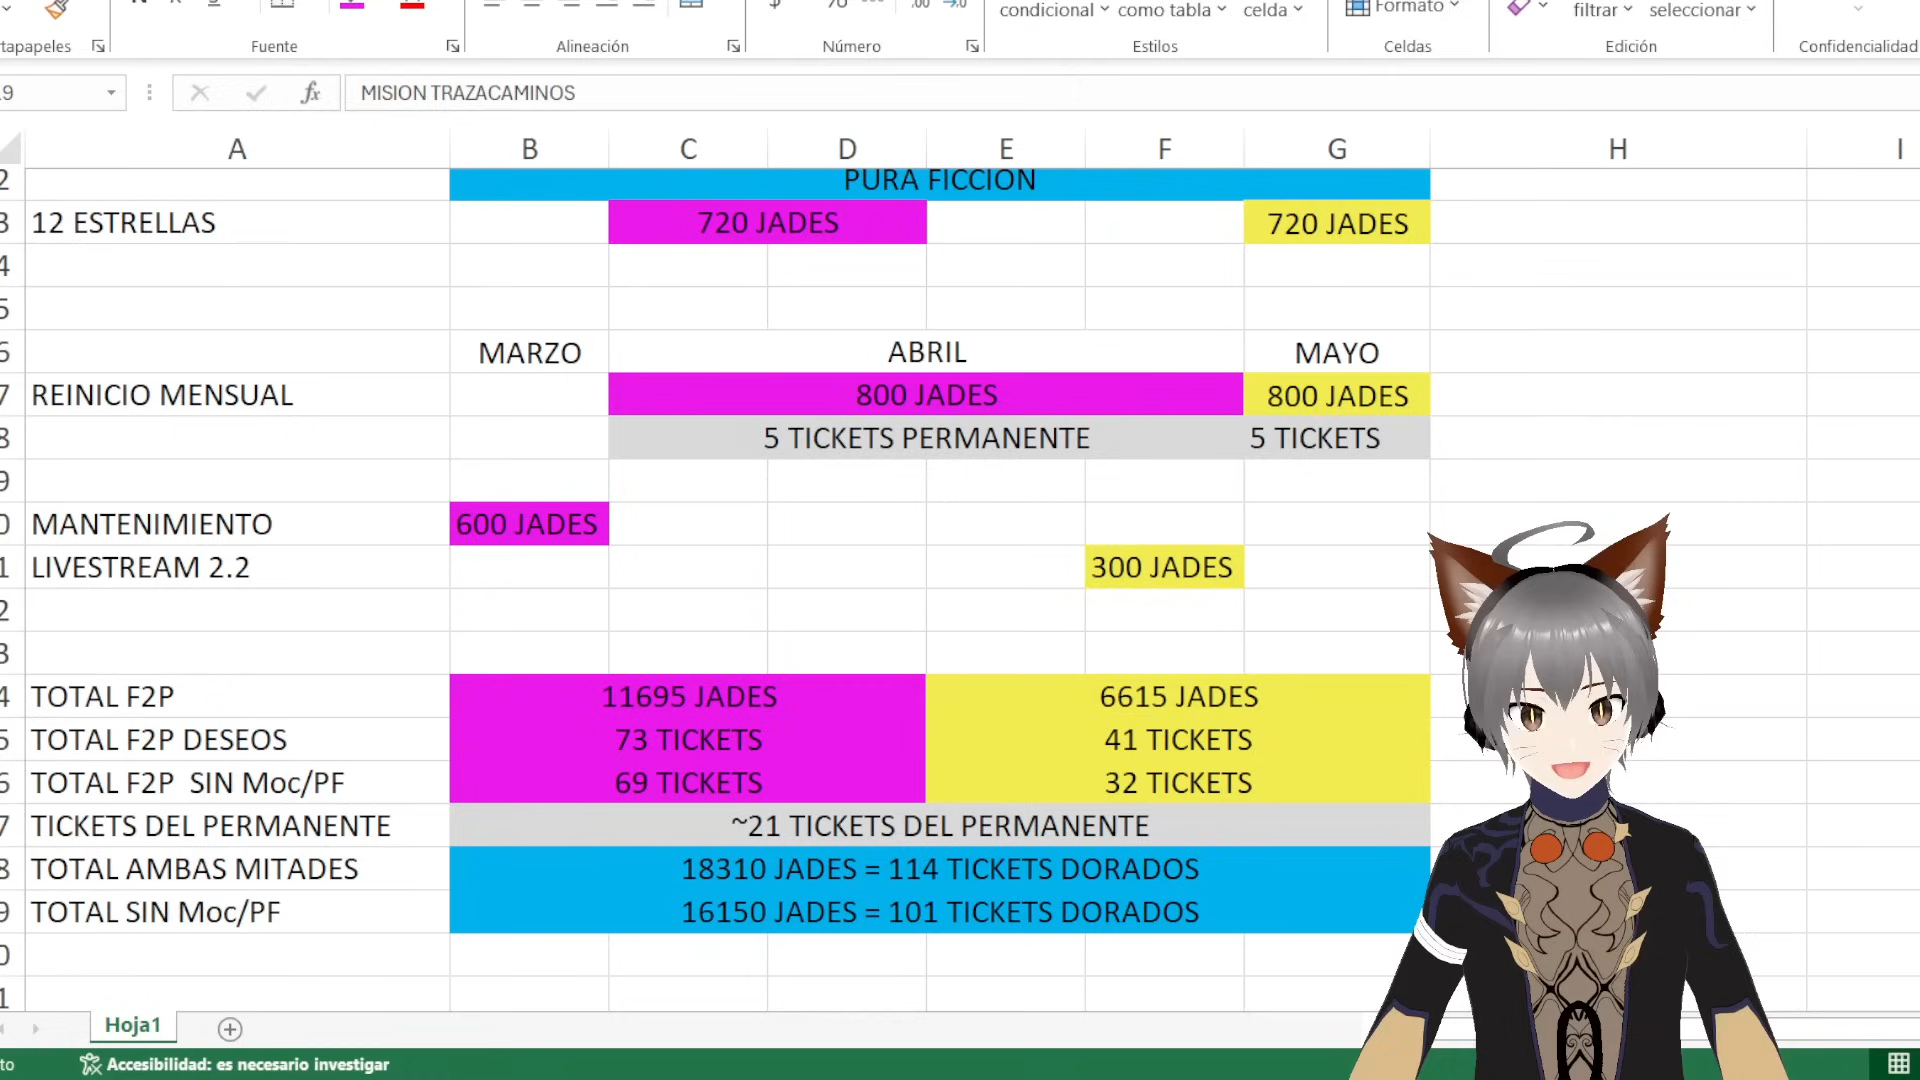 condicional como tabla celda Formato filtrar seleccionar
Fuente Alineación Número Estilos Celdas Edición Confidencialidad
fx MISION TRAZACAMINOS
A B C D E F G H I
PURA FICCION
12 ESTRELLAS 720 JADES 720 JADES
MARZO ABRIL MAYO
REINICIO MENSUAL 800 JADES 800 JADES
5 TICKETS PERMANENTE 5 TICKETS
MANTENIMIENTO 600 JADES
LIVESTREAM 2.2 300 JADES
TOTAL F2P 11695 JADES 6615 JADES
TOTAL F2P DESEOS 73 TICKETS 41 TICKETS
TOTAL F2P SIN Moc/PF 69 TICKETS 32 TICKETS
TICKETS DEL PERMANENTE ~21 TICKETS DEL PERMANENTE
TOTAL AMBAS MITADES 18310 JADES = 114 TICKETS DORADOS
TOTAL SIN Moc/PF 16150 JADES = 101 TICKETS DORADOS
Hoja1
Accesibilidad: es necesario investigar